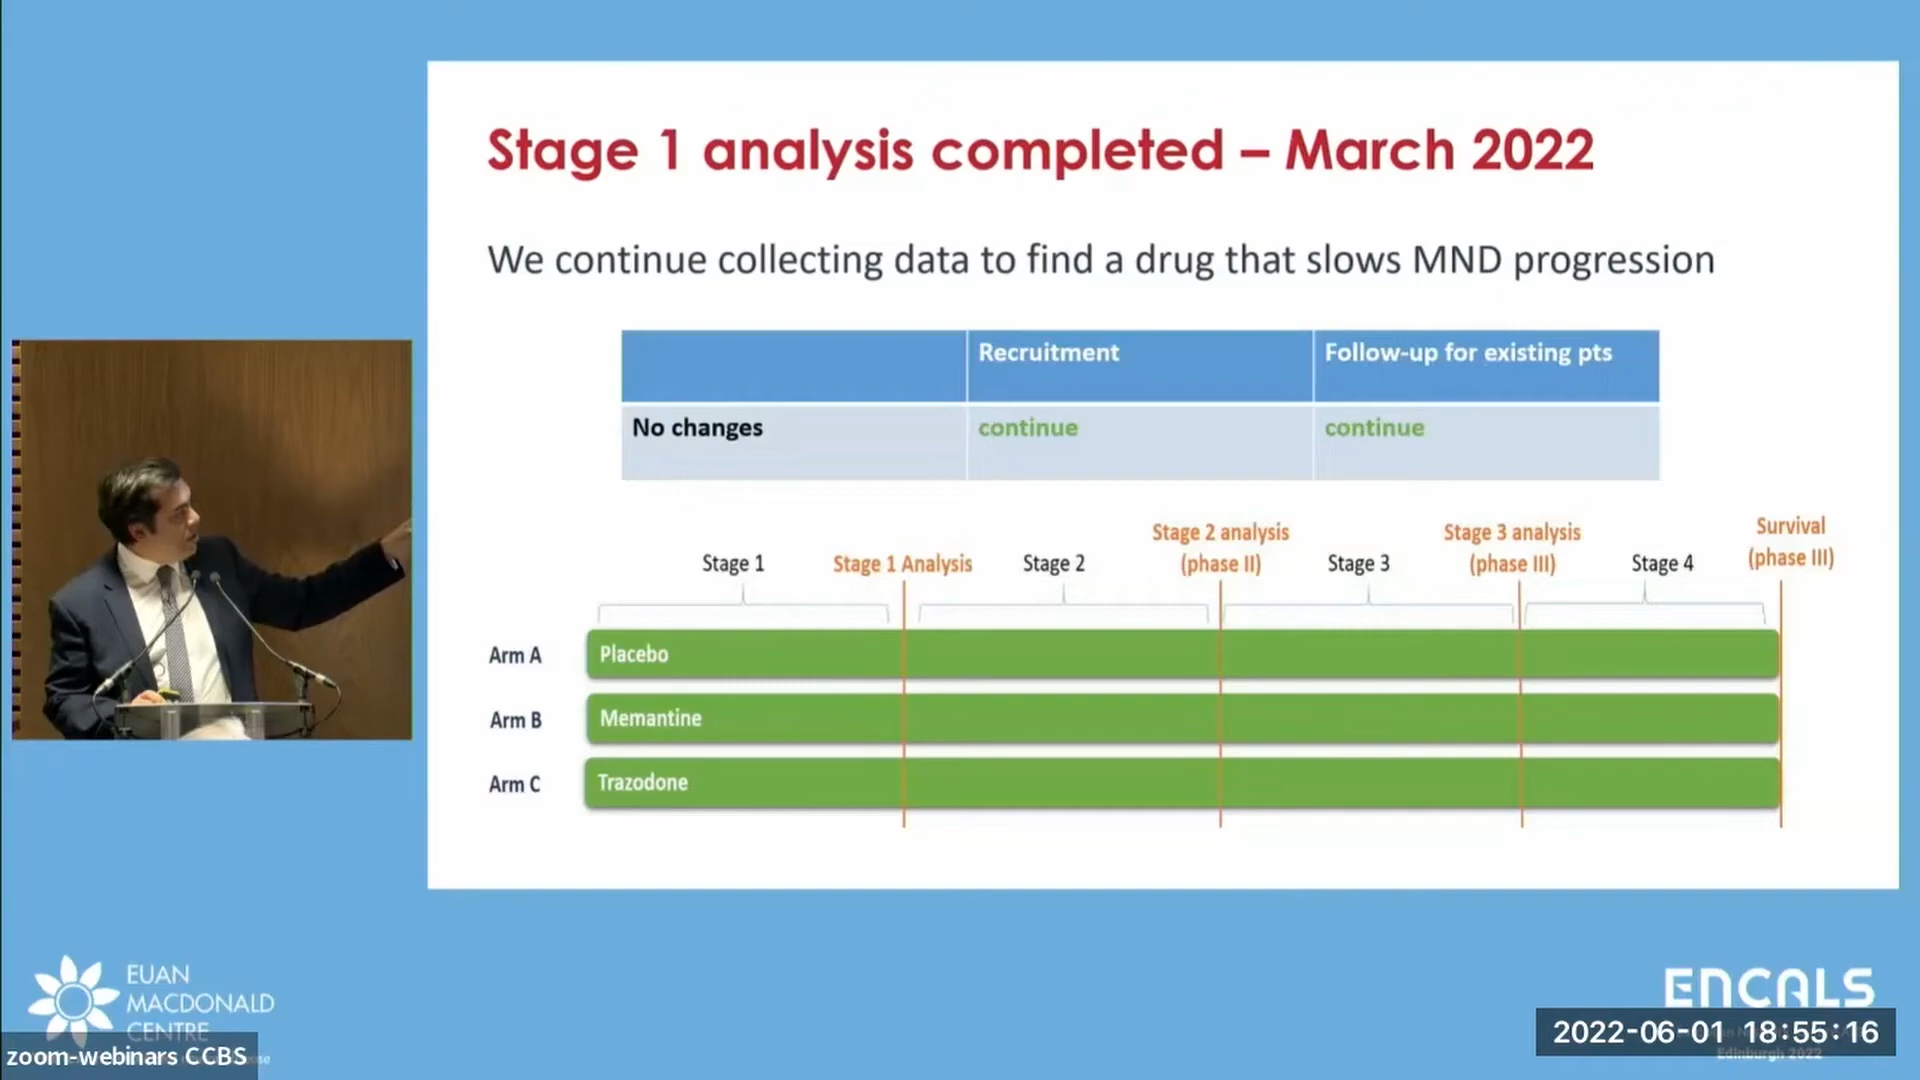 Stage 1 analysis completed – March 2022
We continue collecting data to find a drug that slows MND progression
Recruitment
Follow-up for existing pts
No changes
continue
continue
Stage 1
Stage 1 Analysis
Stage 2
Stage 2 analysis
(phase II)
Stage 3
Stage 3 analysis
(phase III)
Stage 4
Survival
(phase III)
Arm A
Placebo
Arm B
Memantine
Arm C
Trazodone
EUAN
MACDONALD
CENTRE
zoom-webinars CCBS
ENCALS
2022-06-01 18:55:16
Edinburgh 2022